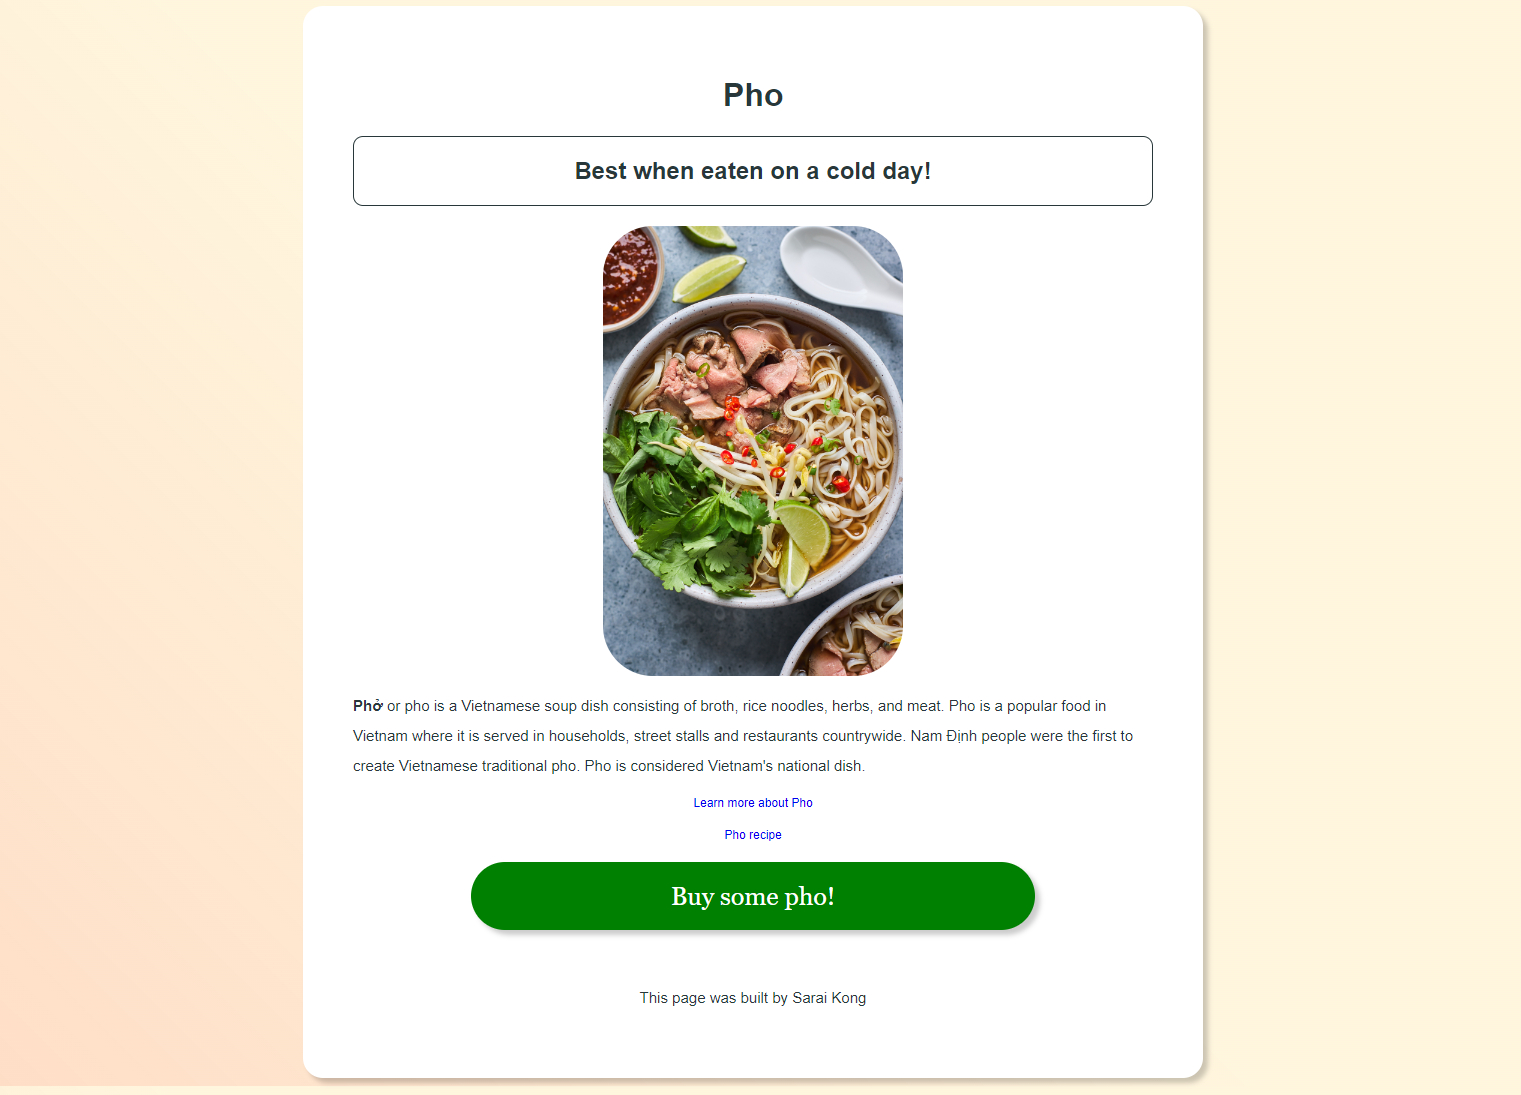 Pho
Best when eaten on a cold day!
Phở or pho is a Vietnamese soup dish consisting of broth, rice noodles, herbs, and meat. Pho is a popular food in
Vietnam where it is served in households, street stalls and restaurants countrywide. Nam Định people were the first to
create Vietnamese traditional pho. Pho is considered Vietnam's national dish.
Learn more about Pho
Pho recipe
Buy some pho!
This page was built by Sarai Kong